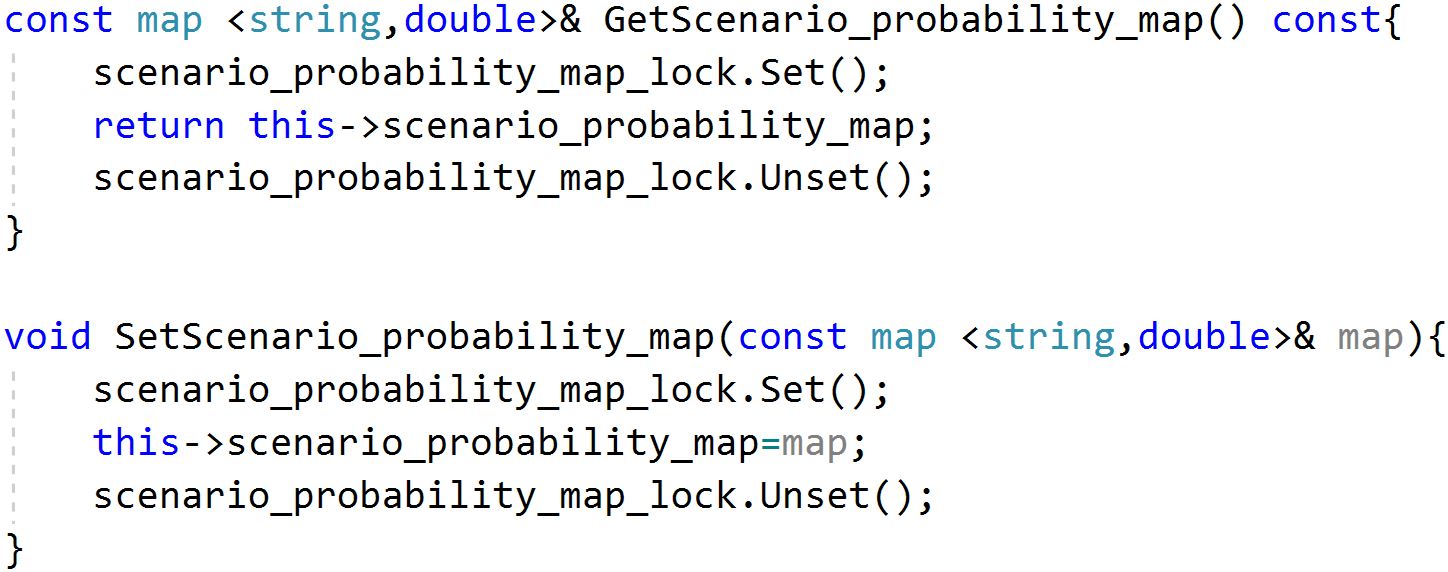 const map <string,double>& GetScenario_probability_map() const{
    scenario_probability_map_lock.Set();
    return this->scenario_probability_map;
    scenario_probability_map_lock.Unset();
}

void SetScenario_probability_map(const map <string,double>& map){
    scenario_probability_map_lock.Set();
    this->scenario_probability_map=map;
    scenario_probability_map_lock.Unset();
}